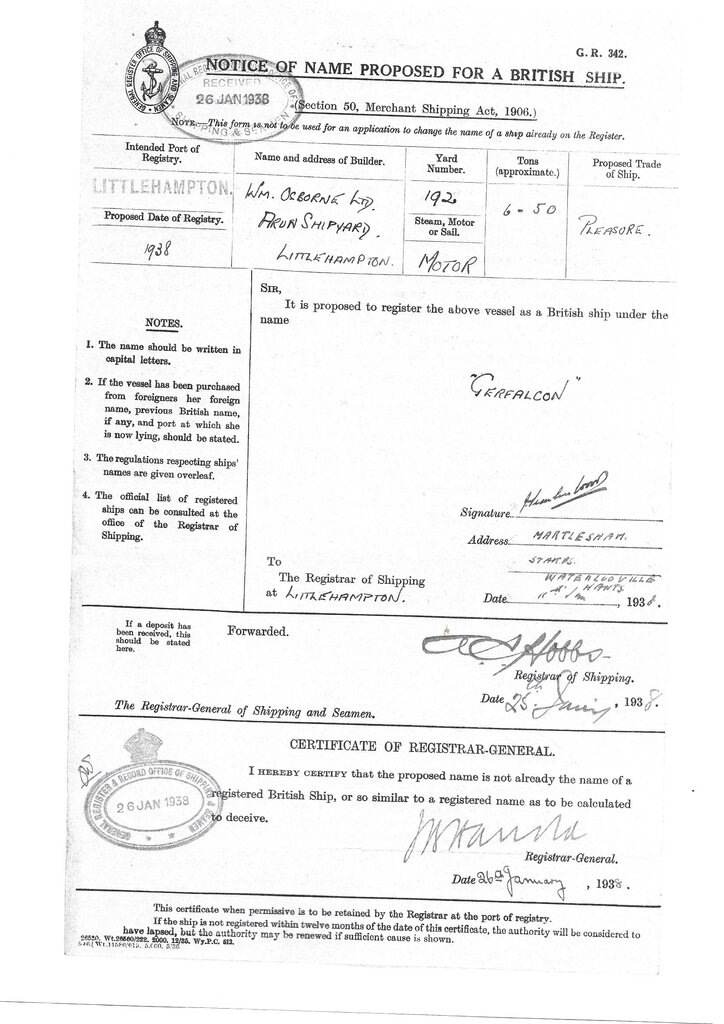 G. R. 342.
NOTICE OF NAME PROPOSED FOR A BRITISH SHIP.
GENERAL REGISTER OFFICE OF SHIPPING AND SEAMEN
RECEIVED
26 JAN 1938
SHIPPING & SEAMEN
(Section 50, Merchant Shipping Act, 1906.)
NOTE.—This form is not to be used for an application to change the name of a ship already on the Register.
Intended Port of Registry.
LITTLEHAMPTON.
Proposed Date of Registry.
1938
Name and address of Builder.
WM. OSBORNE LTD.
ARUN SHIPYARD.
LITTLEHAMPTON.
Yard Number.
192
Steam, Motor or Sail.
MOTOR
Tons (approximate.)
6-50
Proposed Trade of Ship.
PLEASURE.
NOTES.
1. The name should be written in
capital letters.
2. If the vessel has been purchased
from foreigners her foreign
name, previous British name,
if any, and port at which she
is now lying, should be stated.
3. The regulations respecting ships'
names are given overleaf.
4. The official list of registered
ships can be consulted at the
office of the Registrar of
Shipping.
SIR,
It is proposed to register the above vessel as a British ship under the
name
"GERFALCON"
Signature
Address MARTLESHAM.
STAKES.
WATERLOOVILLE
HANTS.
To
The Registrar of Shipping
at LITTLEHAMPTON.
Date Jan 1938.
If a deposit has
been received, this
should be stated
here.
Forwarded.
Hobbs
Registrar of Shipping.
Date 25th 1938.
The Registrar-General of Shipping and Seamen.
CERTIFICATE OF REGISTRAR-GENERAL.
GENERAL REGISTER & RECORD OFFICE OF SHIPPING & SEAMEN
26 JAN 1938
I HEREBY CERTIFY that the proposed name is not already the name of a
registered British Ship, or so similar to a registered name as to be calculated
to deceive.
Registrar-General.
Date 26th January, 1938.
This certificate when permissive is to be retained by the Registrar at the port of registry.
If the ship is not registered within twelve months of the date of this certificate, the authority will be considered to
have lapsed, but the authority may be renewed if sufficient cause is shown.
26520, Wt.26560/222. 2000. 12/35. Wy.P.C. 613.